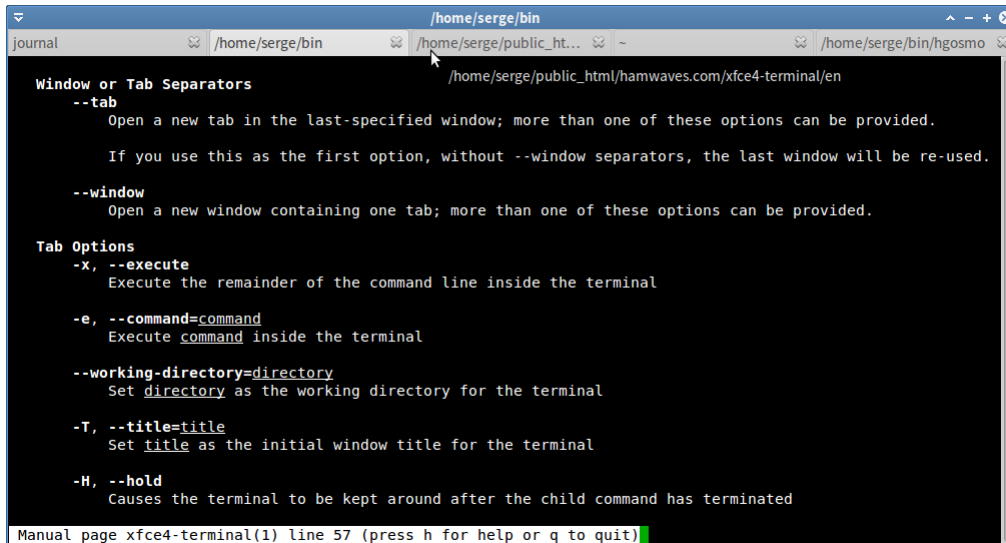 /home/serge/bin
journal /home/serge/bin /home/serge/public_ht... ~ /home/serge/bin/hgosmo
/home/serge/public_html/hamwaves.com/xfce4-terminal/en
Window or Tab Separators
--tab
Open a new tab in the last-specified window; more than one of these options can be provided.
If you use this as the first option, without --window separators, the last window will be re-used.
--window
Open a new window containing one tab; more than one of these options can be provided.
Tab Options
-x, --execute
Execute the remainder of the command line inside the terminal
-e, --command=command
Execute command inside the terminal
--working-directory=directory
Set directory as the working directory for the terminal
-T, --title=title
Set title as the initial window title for the terminal
-H, --hold
Causes the terminal to be kept around after the child command has terminated
Manual page xfce4-terminal(1) line 57 (press h for help or q to quit)